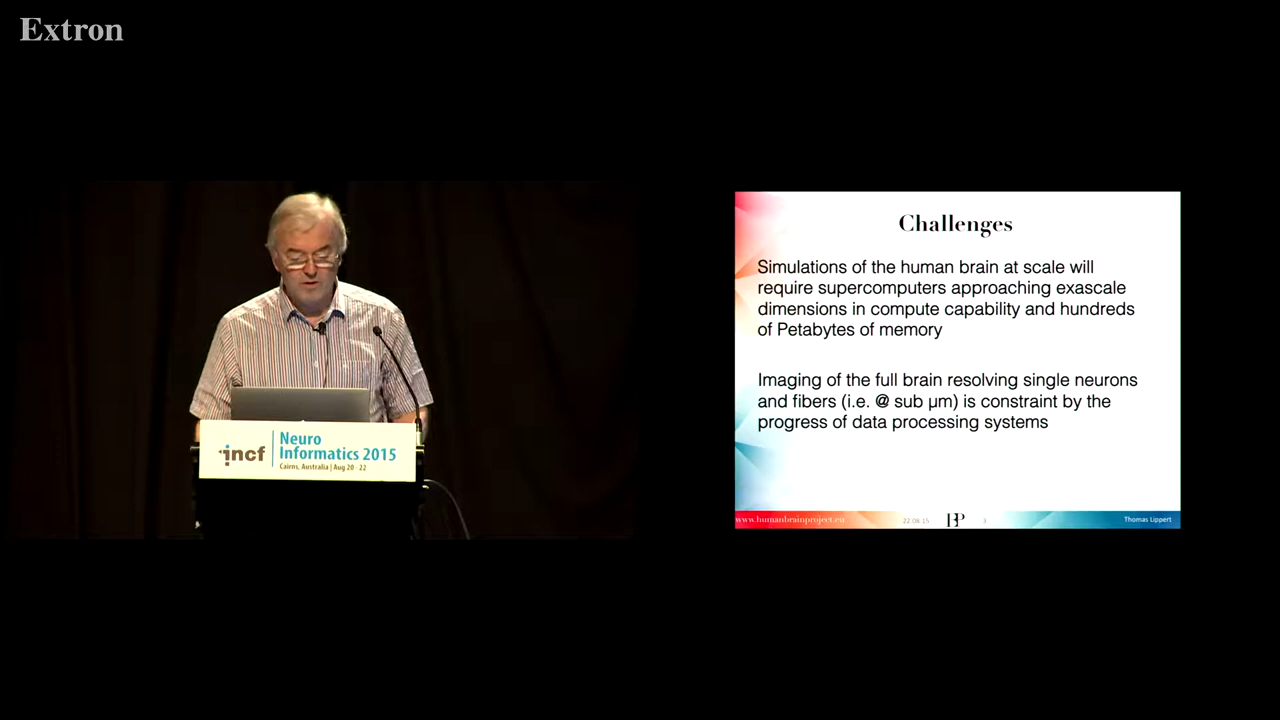 Extron
Challenges
Simulations of the human brain at scale will
require supercomputers approaching exascale
dimensions in compute capability and hundreds
of Petabytes of memory
Imaging of the full brain resolving single neurons
and fibers (i.e. @ sub µm) is constraint by the
progress of data processing systems
www.humanbrainproject.eu
22.08.15
3
Thomas Lippert
incf
Neuro
Informatics 2015
Cairns, Australia | Aug 20 - 22